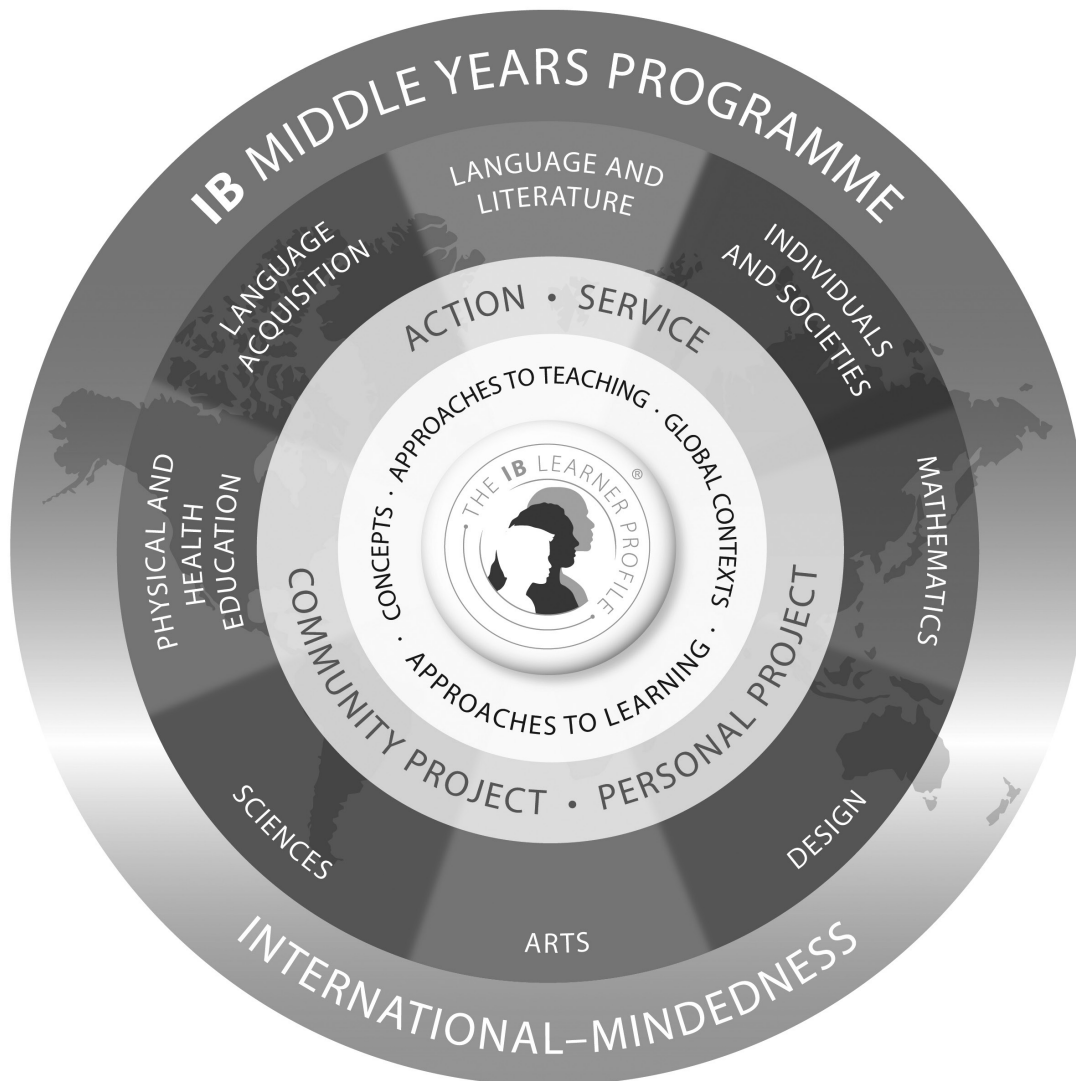 IB MIDDLE YEARS PROGRAMME
LANGUAGE AND
LITERATURE
INDIVIDUALS
AND SOCIETIES
MATHEMATICS
DESIGN
ARTS
SCIENCES
PHYSICAL AND
HEALTH
EDUCATION
LANGUAGE
ACQUISITION
ACTION • SERVICE
PERSONAL PROJECT
•
COMMUNITY PROJECT
APPROACHES TO TEACHING · GLOBAL CONTEXTS · APPROACHES TO LEARNING · CONCEPTS ·
· THE IB LEARNER PROFILE ·
®
INTERNATIONAL–MINDEDNESS